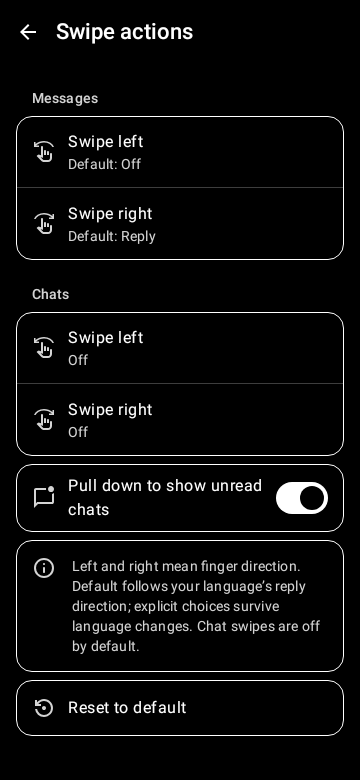 Swipe actions
Messages
Swipe left
Default: Off
Swipe right
Default: Reply
Chats
Swipe left
Off
Swipe right
Off
Pull down to show unread
chats
Left and right mean finger direction.
Default follows your language’s reply
direction; explicit choices survive
language changes. Chat swipes are off
by default.
Reset to default